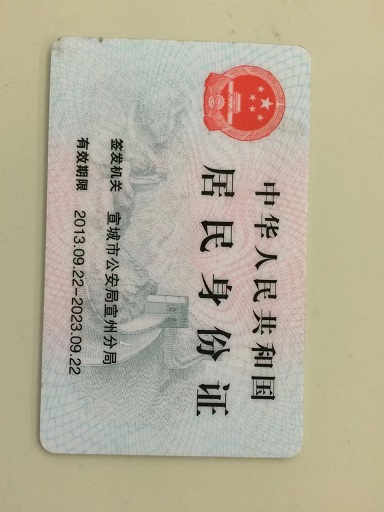 中华人民共和国
居民身份证
签发机关 宣城市公安局宣州分局
有效期限 2013.09.22-2023.09.22